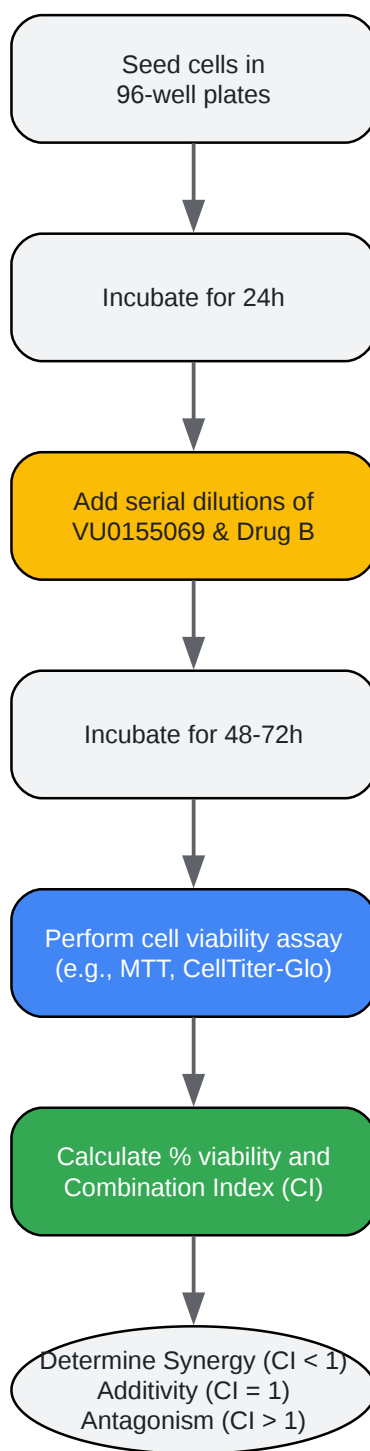 Seed cells in
96-well plates
Incubate for 24h
Add serial dilutions of
VU0155069 & Drug B
Incubate for 48-72h
Perform cell viability assay
(e.g., MTT, CellTiter-Glo)
Calculate % viability and
Combination Index (CI)
Determine Synergy (CI < 1)
Additivity (CI = 1)
Antagonism (CI > 1)